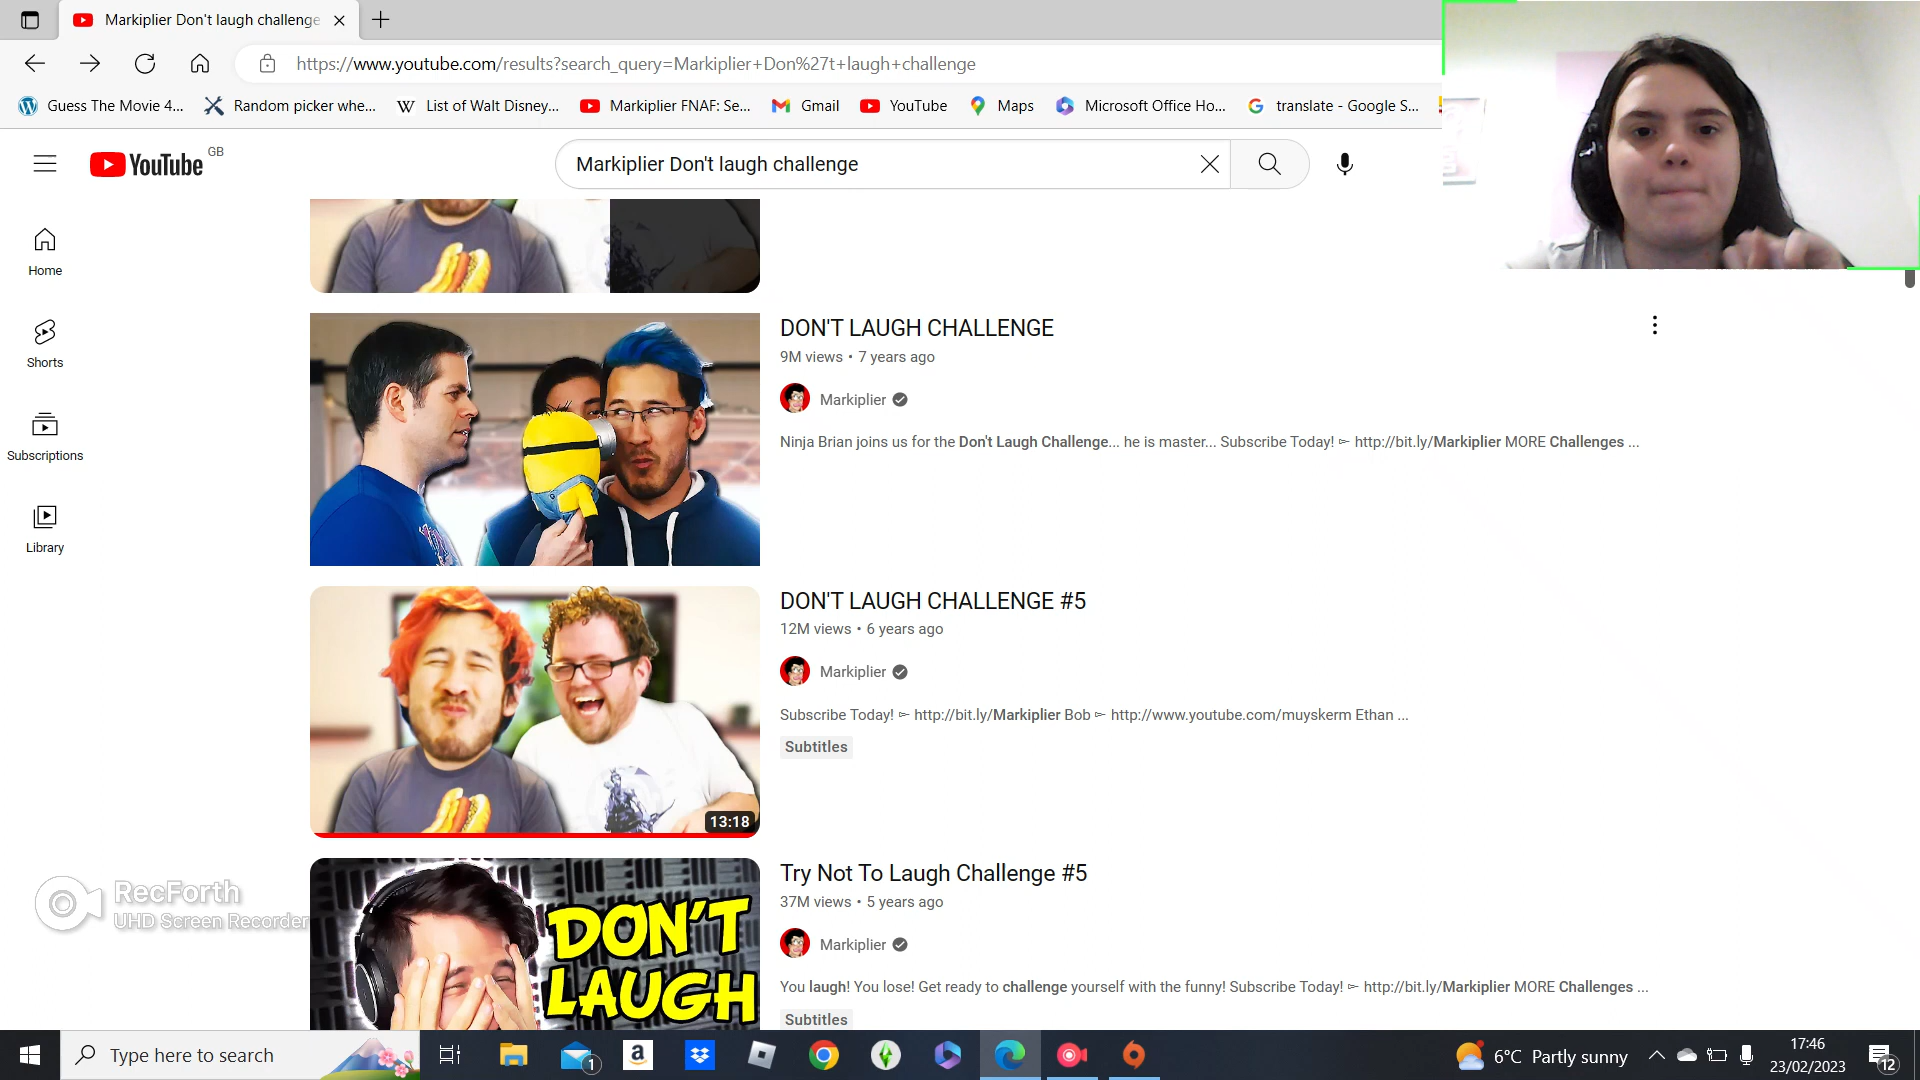 Markiplier Don't laugh challenge
https://www.youtube.com/results?search_query=Markiplier+Don%27t+laugh+challenge
Guess The Movie 4...
Random picker whe...
List of Walt Disney...
Markiplier FNAF: Se...
Gmail
YouTube
Maps
Microsoft Office Ho...
translate - Google S...
YouTube GB
Markiplier Don't laugh challenge
Home
Shorts
Subscriptions
Library
DON'T LAUGH CHALLENGE
9M views • 7 years ago
Markiplier
Ninja Brian joins us for the Don't Laugh Challenge... he is master... Subscribe Today! ► http://bit.ly/Markiplier MORE Challenges ...
DON'T LAUGH CHALLENGE #5
12M views • 6 years ago
Markiplier
Subscribe Today! ► http://bit.ly/Markiplier Bob ► http://www.youtube.com/muyskerm Ethan ...
Subtitles
13:18
Try Not To Laugh Challenge #5
37M views • 5 years ago
Markiplier
You laugh! You lose! Get ready to challenge yourself with the funny! Subscribe Today! ► http://bit.ly/Markiplier MORE Challenges ...
Subtitles
DON'T
LAUGH
RecForth
UHD Screen Recorder
Type here to search
1
6°C Partly sunny
17:46
23/02/2023
12